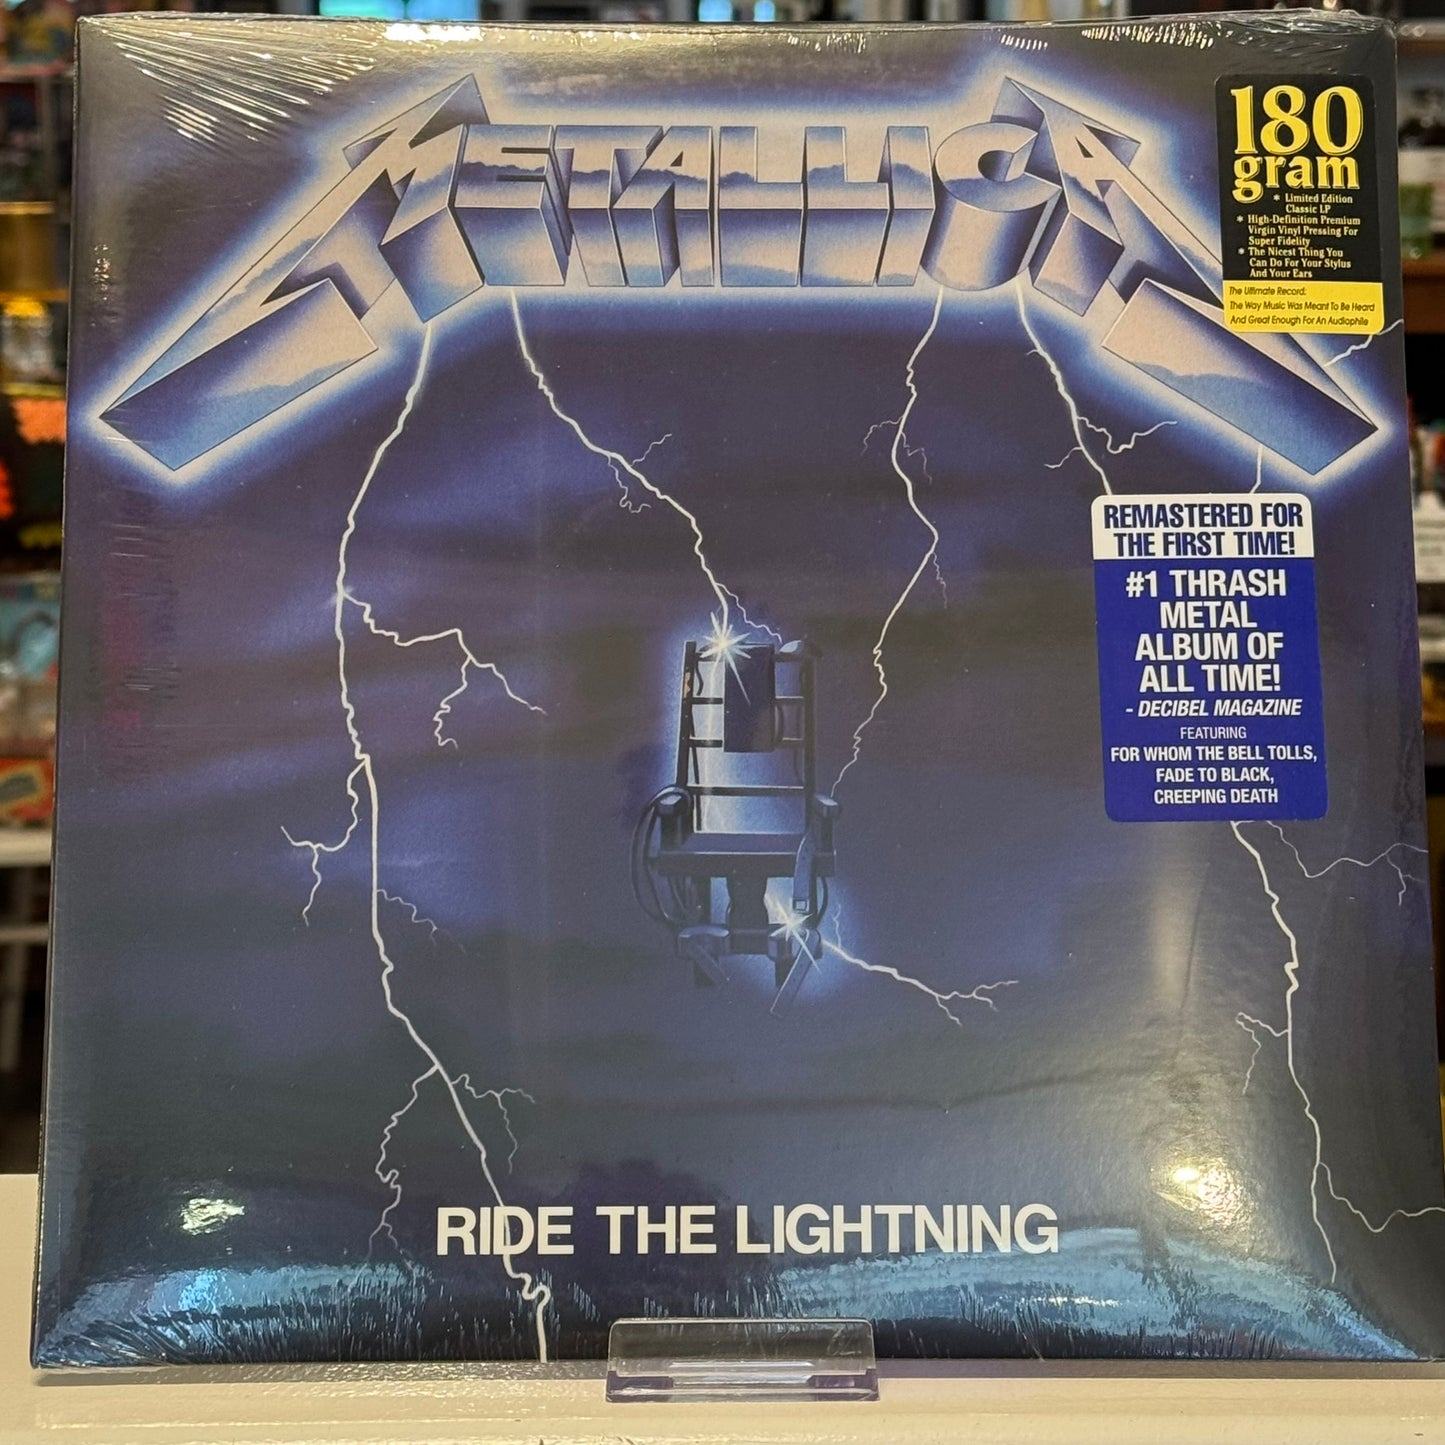 METALLICA
180
gram
* Limited Edition
Classic LP
* High-Definition Premium
Virgin Vinyl Pressing For
Super Fidelity
* The Nicest Thing You
Can Do For Your Stylus
And Your Ears
The Ultimate Record:
The Way Music Was Meant To Be Heard
And Great Enough For An Audiophile
REMASTERED FOR
THE FIRST TIME!
#1 THRASH
METAL
ALBUM OF
ALL TIME!
- DECIBEL MAGAZINE
FEATURING
FOR WHOM THE BELL TOLLS,
FADE TO BLACK,
CREEPING DEATH
RIDE THE LIGHTNING